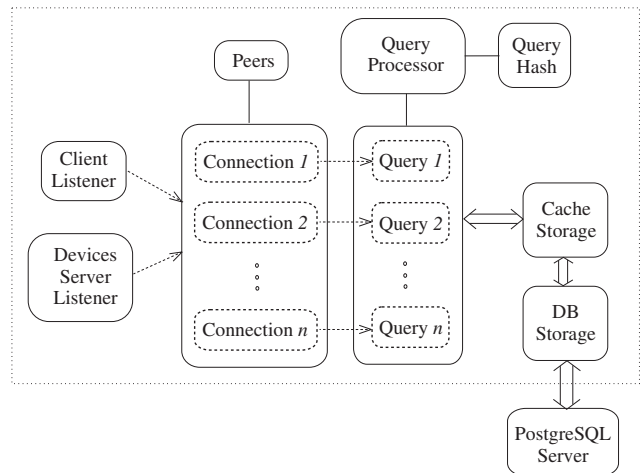 Peers
Query
Processor
Query
Hash
Client
Listener
Devices
Server
Listener
Connection 1
Connection 2
Connection n
Query 1
Query 2
Query n
Cache
Storage
DB
Storage
PostgreSQL
Server